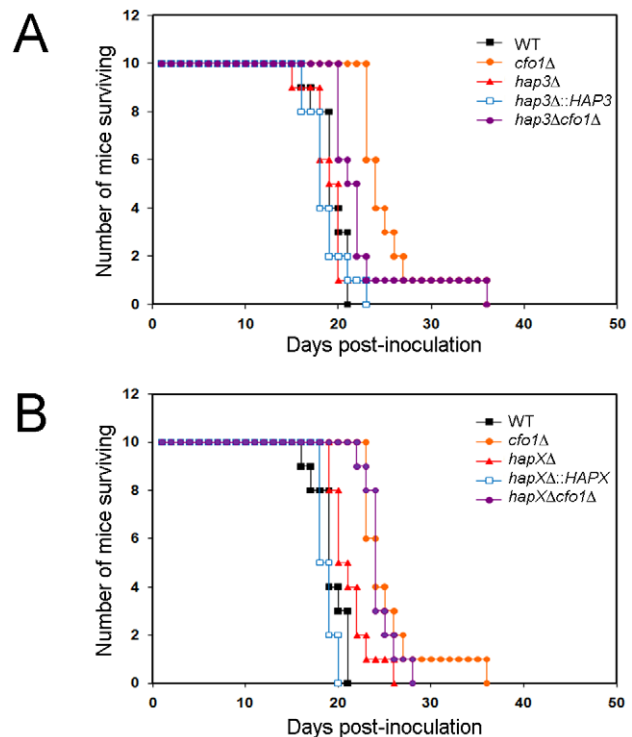 A
12
10
8
6
4
2
0
Number of mice surviving
WT
cfo1Δ
hap3Δ
hap3Δ::HAP3
hap3Δcfo1Δ
0 10 20 30 40 50
Days post-inoculation
B
12
10
8
6
4
2
0
Number of mice surviving
WT
cfo1Δ
hapXΔ
hapXΔ::HAPX
hapXΔcfo1Δ
0 10 20 30 40 50
Days post-inoculation